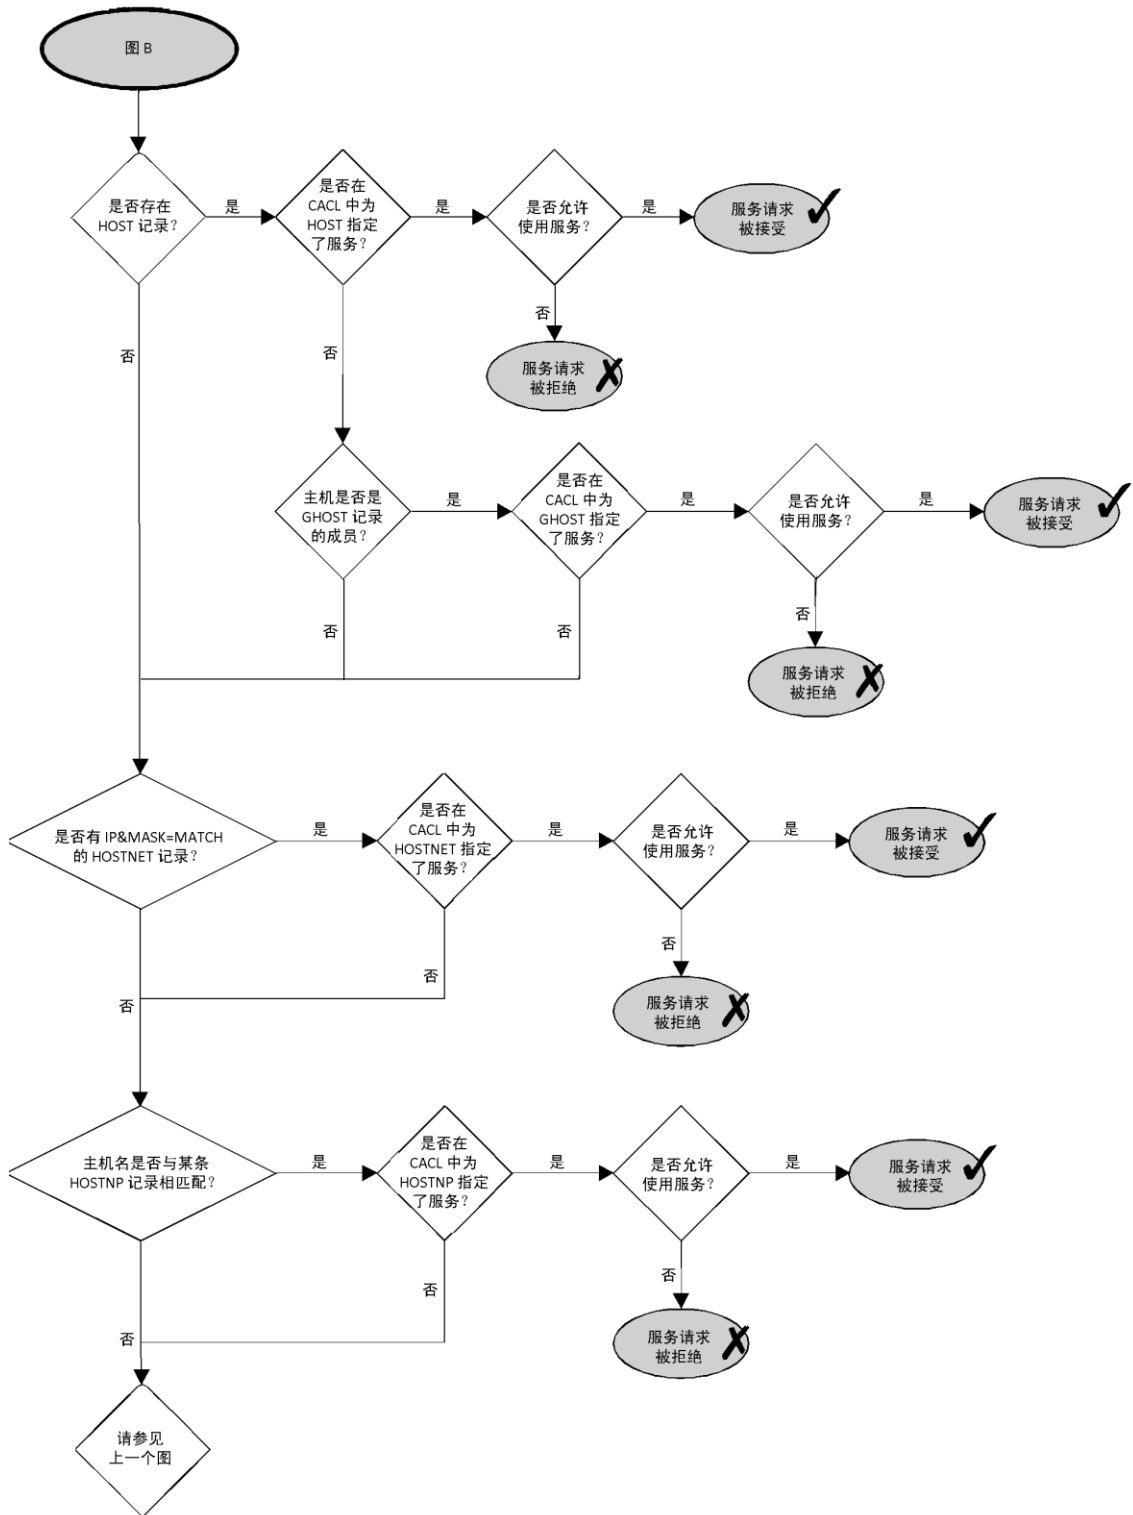 图 B
是否存在
HOST 记录？
是
是否在
CACL 中为
HOST 指定
了服务？
是
是否允许
使用服务？
是
服务请求
被接受
否
服务请求
被拒绝
否
否
主机是否是
GHOST 记录
的成员？
是
是否在
CACL 中为
GHOST 指定
了服务？
是
是否允许
使用服务？
是
服务请求
被接受
否
否
否
服务请求
被拒绝
是否有 IP&MASK=MATCH
的 HOSTNET 记录？
是
是否在
CACL 中为
HOSTNET 指定
了服务？
是
是否允许
使用服务？
是
服务请求
被接受
否
服务请求
被拒绝
否
否
主机名是否与某条
HOSTNP 记录相匹配？
是
是否在
CACL 中为
HOSTNP 指定
了服务？
是
是否允许
使用服务？
是
服务请求
被接受
否
服务请求
被拒绝
否
否
请参见
上一个图